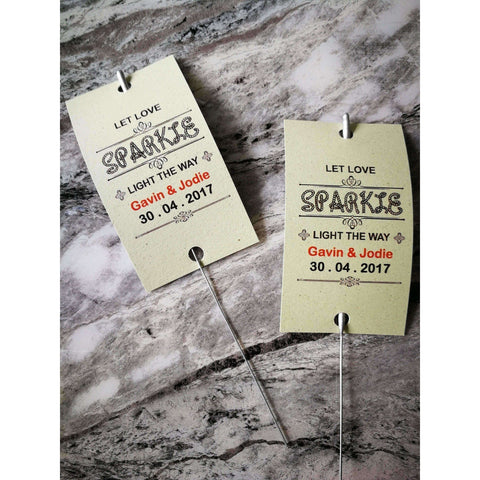 LET LOVE
SPARKLE
LIGHT THE WAY
Gavin & Jodie
30 . 04 . 2017
LET LOVE
SPARKLE
LIGHT THE WAY
Gavin & Jodie
30 . 04 . 2017